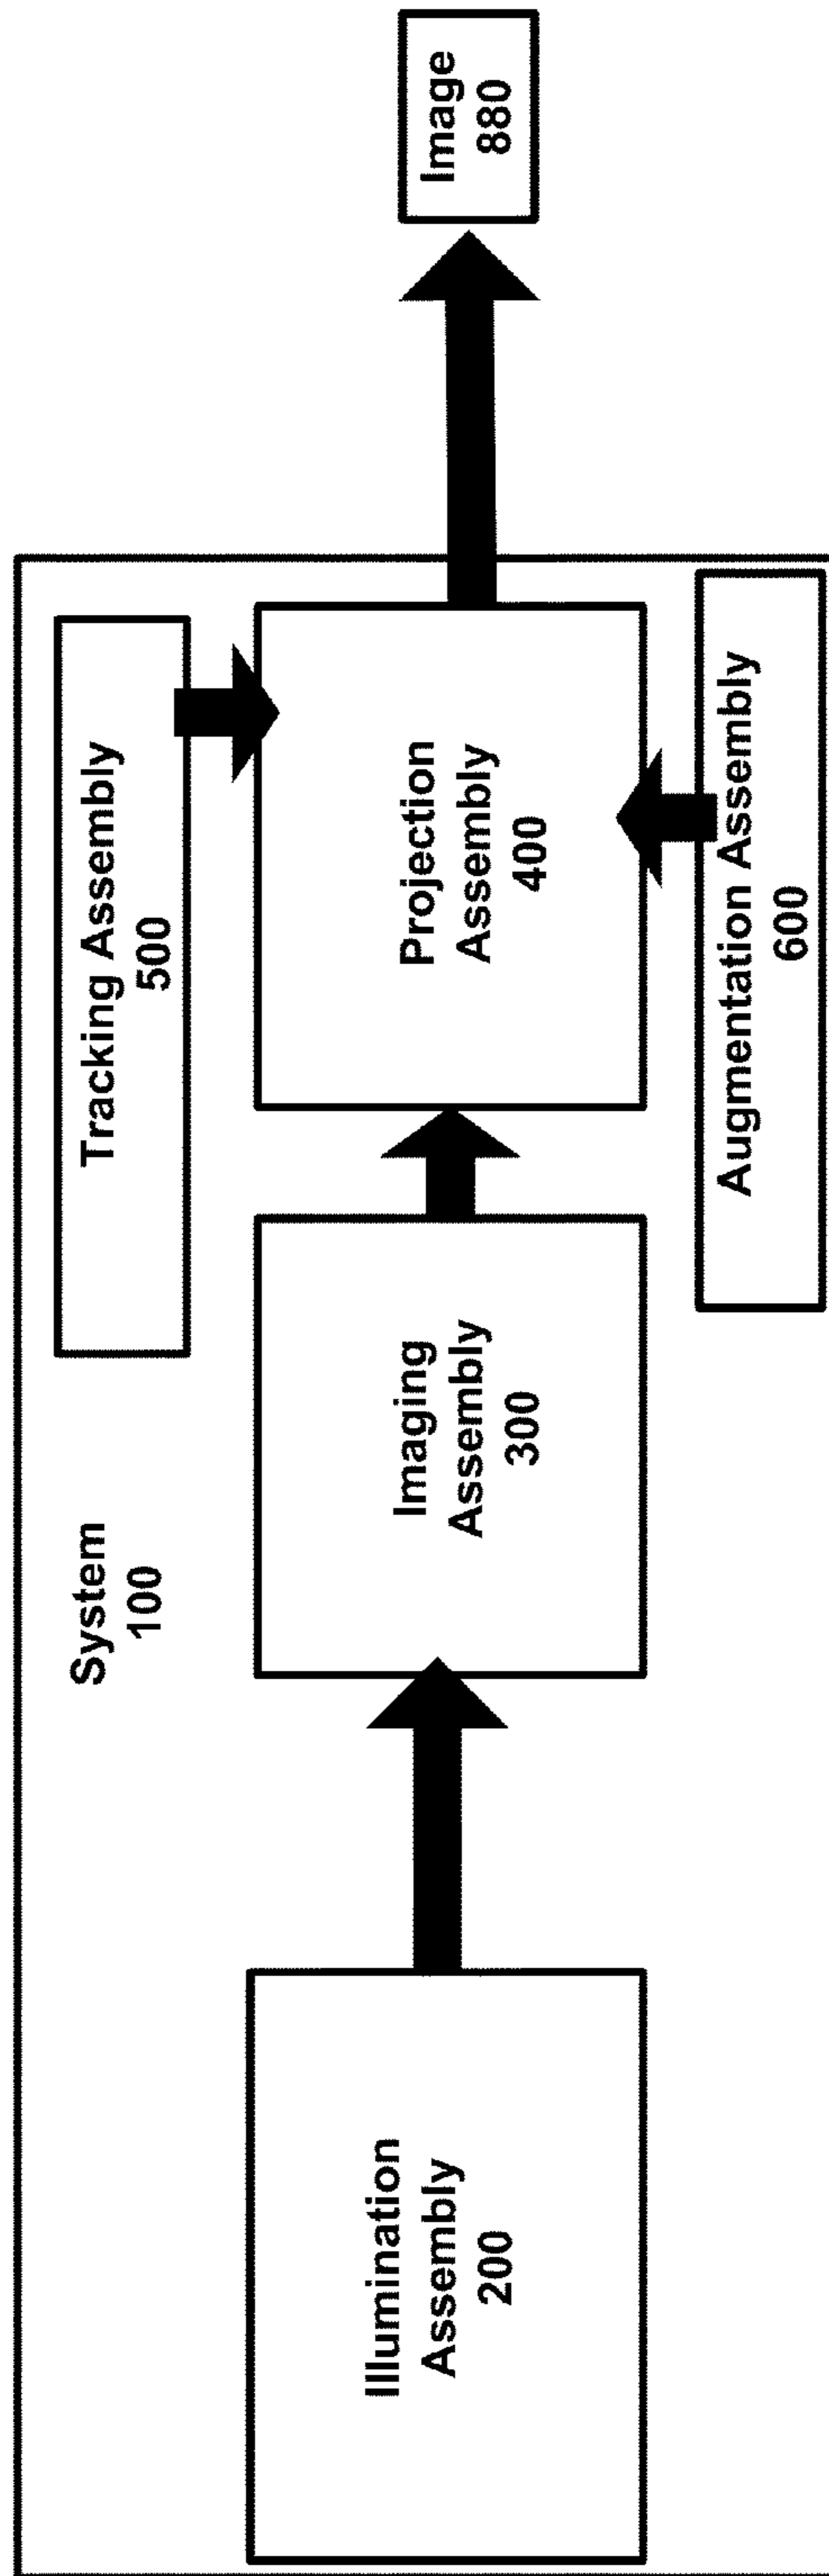 System
100
Tracking Assembly
500
Illumination
Assembly
200
Imaging
Assembly
300
Projection
Assembly
400
Image
880
Augmentation Assembly
600